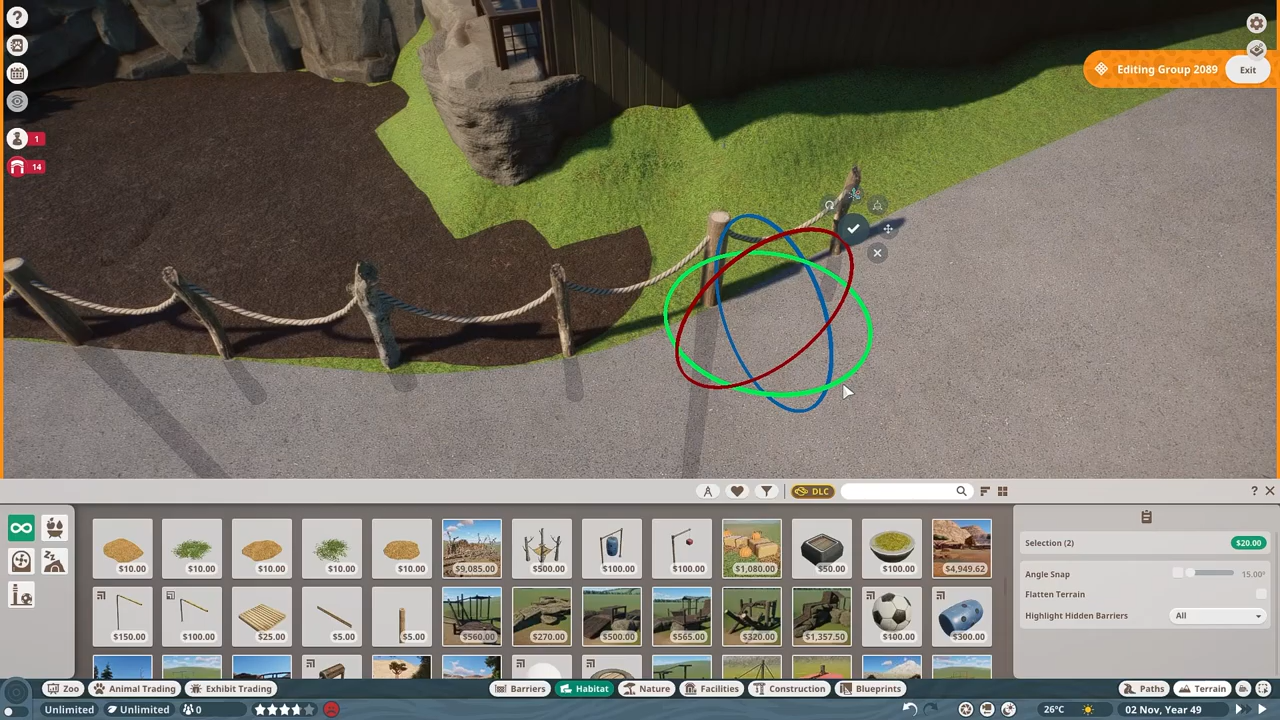 Editing Group 2089
Exit
1
14
DLC
$10.00 $10.00 $10.00 $10.00 $10.00 $9,085.00 $500.00 $100.00 $100.00 $1,080.00 $50.00 $100.00 $4,949.62
$150.00 $100.00 $25.00 $5.00 $5.00 $560.00 $270.00 $500.00 $565.00 $320.00 $1,357.50 $100.00 $300.00
Selection (2) $20.00
Angle Snap 15.00°
Flatten Terrain
Highlight Hidden Barriers All
Zoo Animal Trading Exhibit Trading Barriers Habitat Nature Facilities Construction Blueprints Paths Terrain
Unlimited Unlimited 0 26°C 02 Nov, Year 49